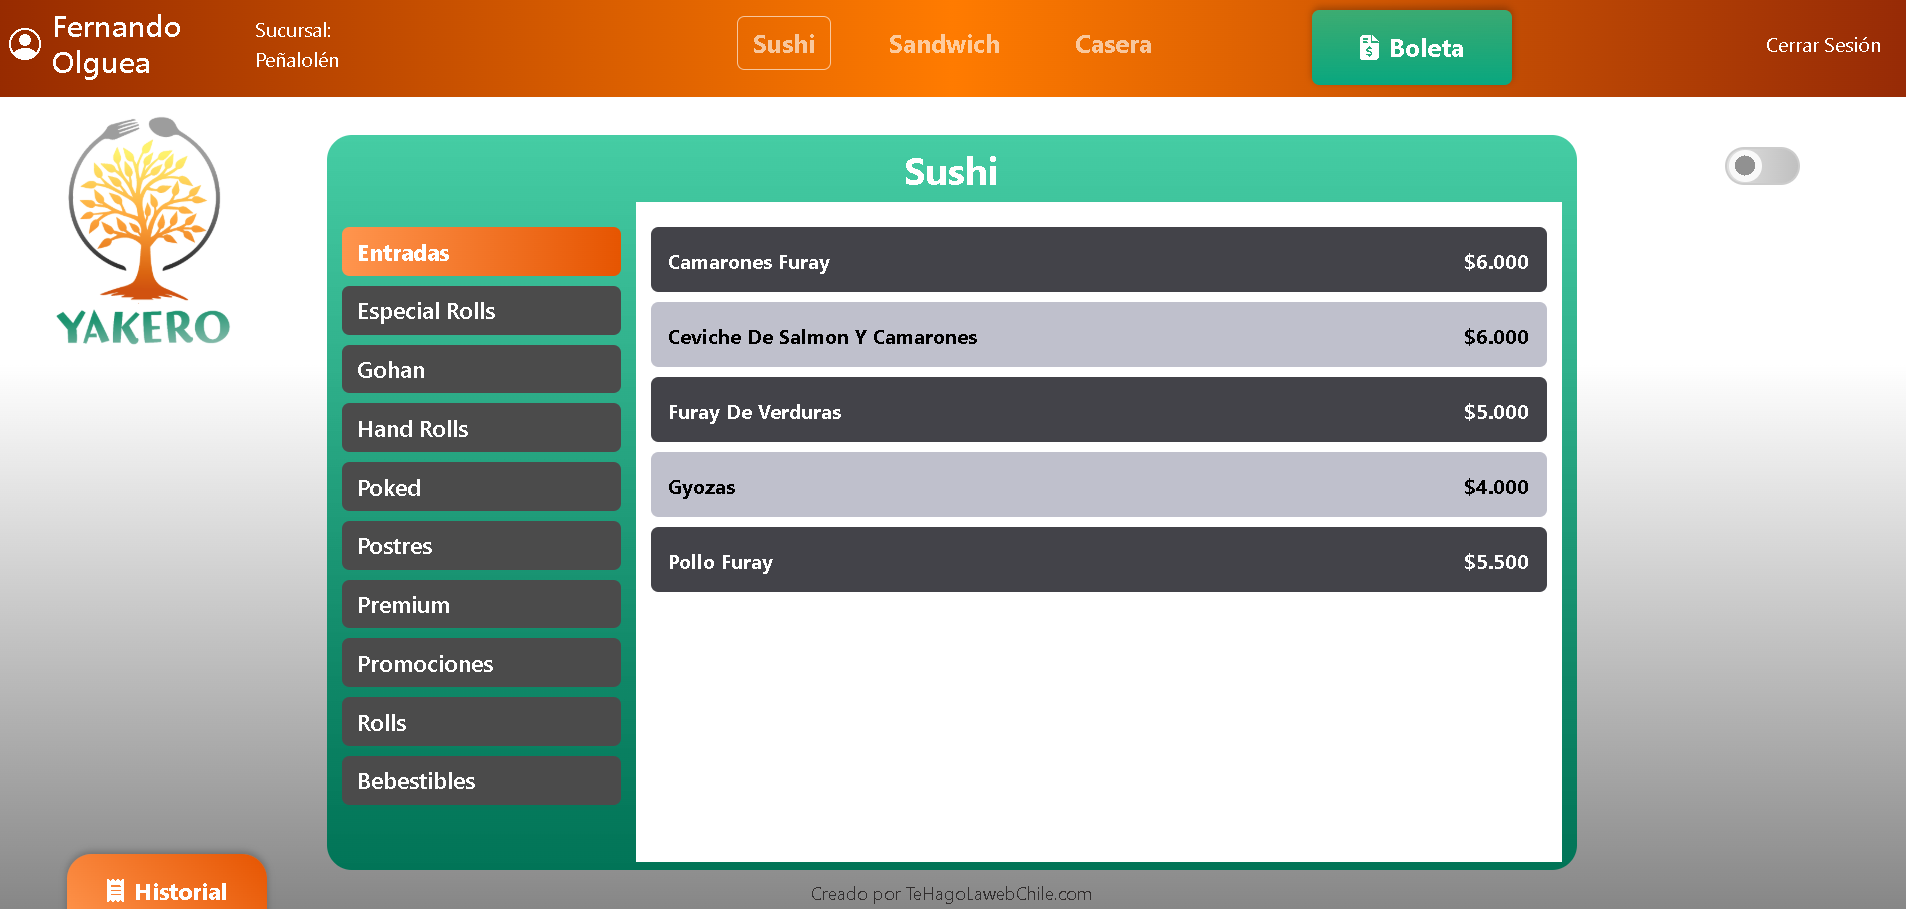 Fernando
Olguea
Sucursal:
Peñalolén
Sushi
Sandwich
Casera
Boleta
Cerrar Sesión
YAKERO
Sushi
Entradas
Especial Rolls
Gohan
Hand Rolls
Poked
Postres
Premium
Promociones
Rolls
Bebestibles
Camarones Furay $6.000
Ceviche De Salmon Y Camarones $6.000
Furay De Verduras $5.000
Gyozas $4.000
Pollo Furay $5.500
Historial
Creado por TeHagoLawebChile.com